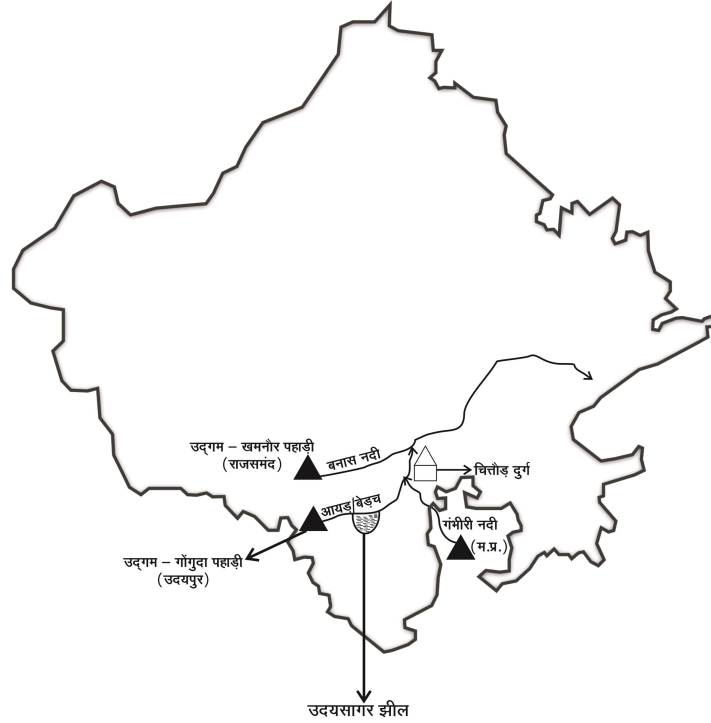 उद्गम – खमनौर पहाड़ी
(राजसमंद)
बनास नदी
चित्तौड़ दुर्ग
आयड़/बेड़च
गंभीरी नदी
(म.प्र.)
उद्गम – गोंगुदा पहाड़ी
(उदयपुर)
उदयसागर झील